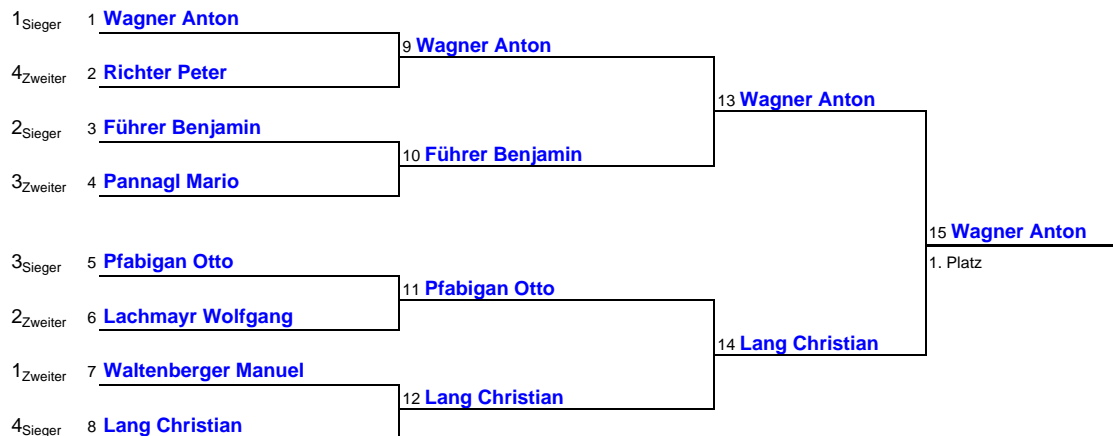 1Sieger 1 Wagner Anton
9 Wagner Anton
4Zweiter 2 Richter Peter
13 Wagner Anton
2Sieger 3 Führer Benjamin
10 Führer Benjamin
3Zweiter 4 Pannagl Mario
15 Wagner Anton
3Sieger 5 Pfabigan Otto
1. Platz
11 Pfabigan Otto
2Zweiter 6 Lachmayr Wolfgang
14 Lang Christian
1Zweiter 7 Waltenberger Manuel
12 Lang Christian
4Sieger 8 Lang Christian